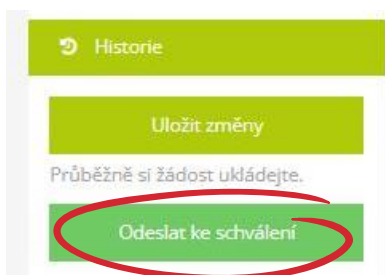 Historie
Uložit změny
Průběžně si žádost ukládejte.
Odeslat ke schválení